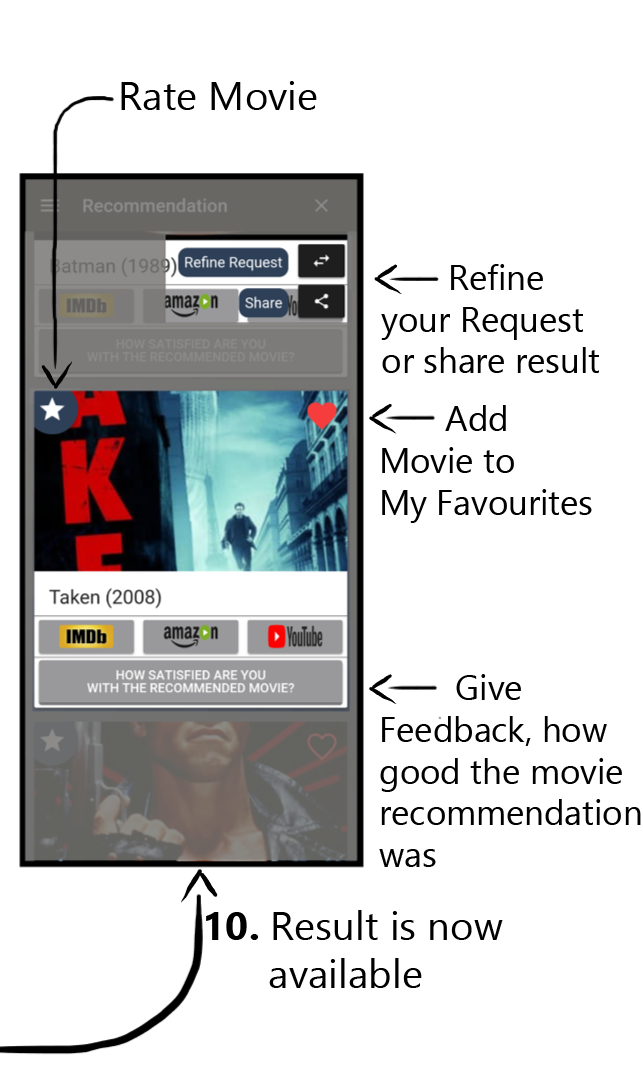 Rate Movie
Recommendation
Batman (1989)
Refine Request
IMDb
amazon
Share
HOW SATISFIED ARE YOU
WITH THE RECOMMENDED MOVIE?
Refine
your Request
or share result
AKE
Add
Movie to
My Favourites
Taken (2008)
IMDb
amazon
YouTube
HOW SATISFIED ARE YOU
WITH THE RECOMMENDED MOVIE?
Give
Feedback, how
good the movie
recommendation
was
10. Result is now
available